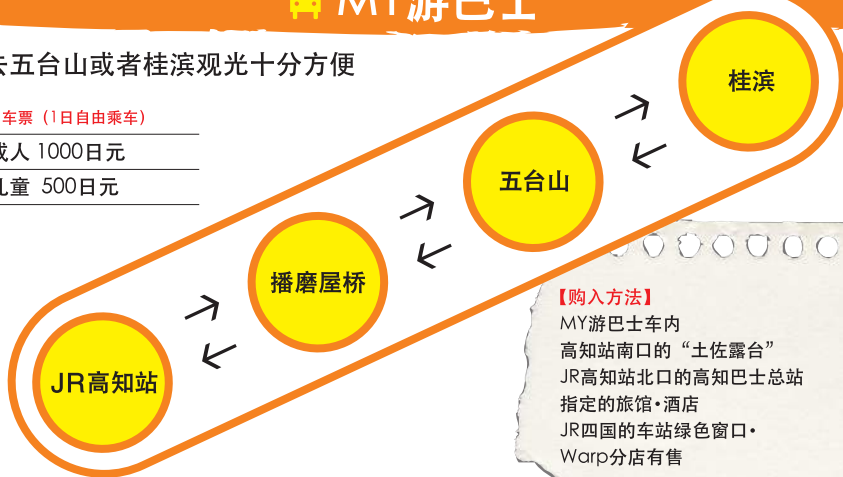 MY游巴士
去五台山或者桂滨观光十分方便
车票（1日自由乘车）
成人 1000日元
儿童 500日元
桂滨
五台山
播磨屋桥
JR高知站
【购入方法】
MY游巴士车内
高知站南口的“土佐露台”
JR高知站北口的高知巴士总站
指定的旅馆•酒店
JR四国的车站绿色窗口•
Warp分店有售